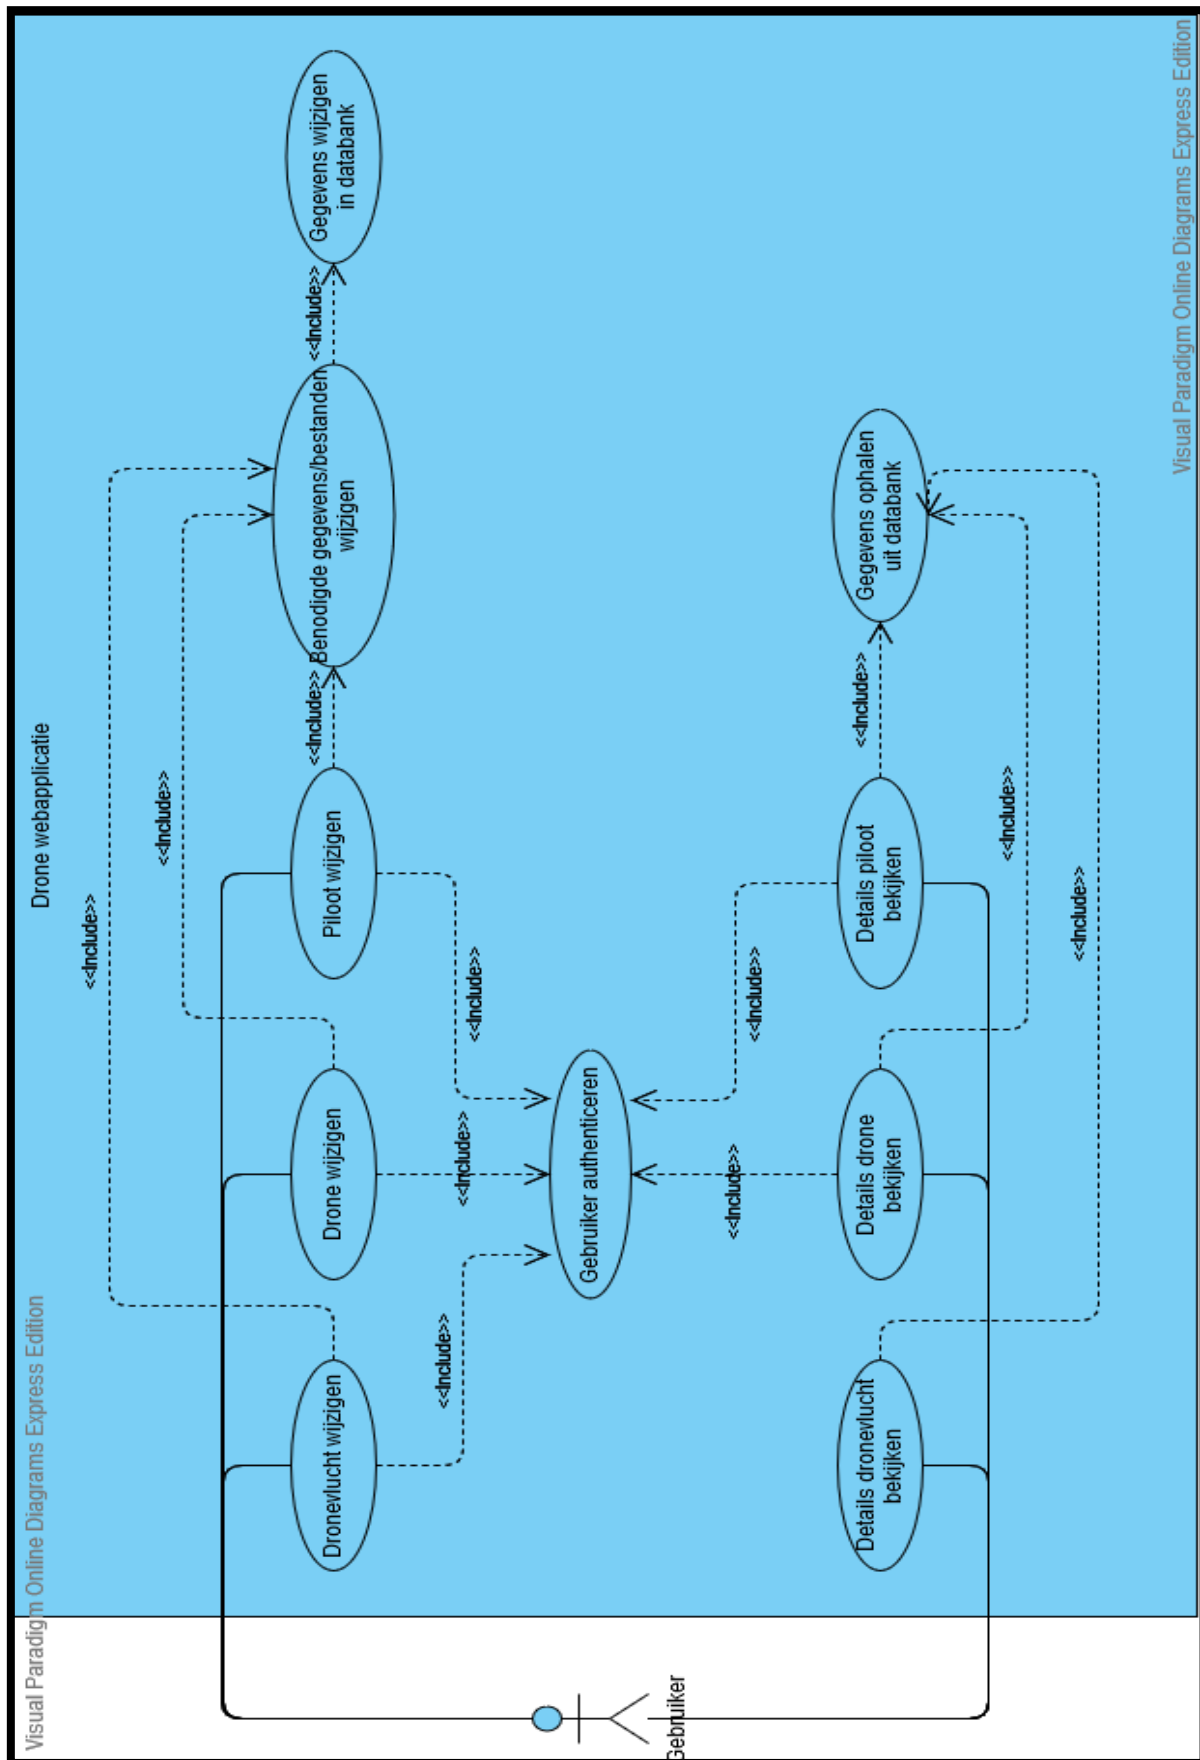 Visual Paradigm Online Diagrams Express Edition
Drone webapplicatie
<<Include>>
<<Include>>
Dronevlucht wijzigen
Drone wijzigen
Piloot wijzigen
<<Include>>
Benodigde gegevens/bestanden
wijzigen
<<Include>>
Gegevens wijzigen
in databank
<<Include>>
<<Include>>
<<Include>>
Gebruiker authenticeren
Gebruiker
<<Include>>
<<Include>>
Details dronevlucht
bekijken
Details drone
bekijken
Details piloot
bekijken
<<Include>>
Gegevens ophalen
uit databank
<<Include>>
<<Include>>
Visual Paradigm Online Diagrams Express Edition